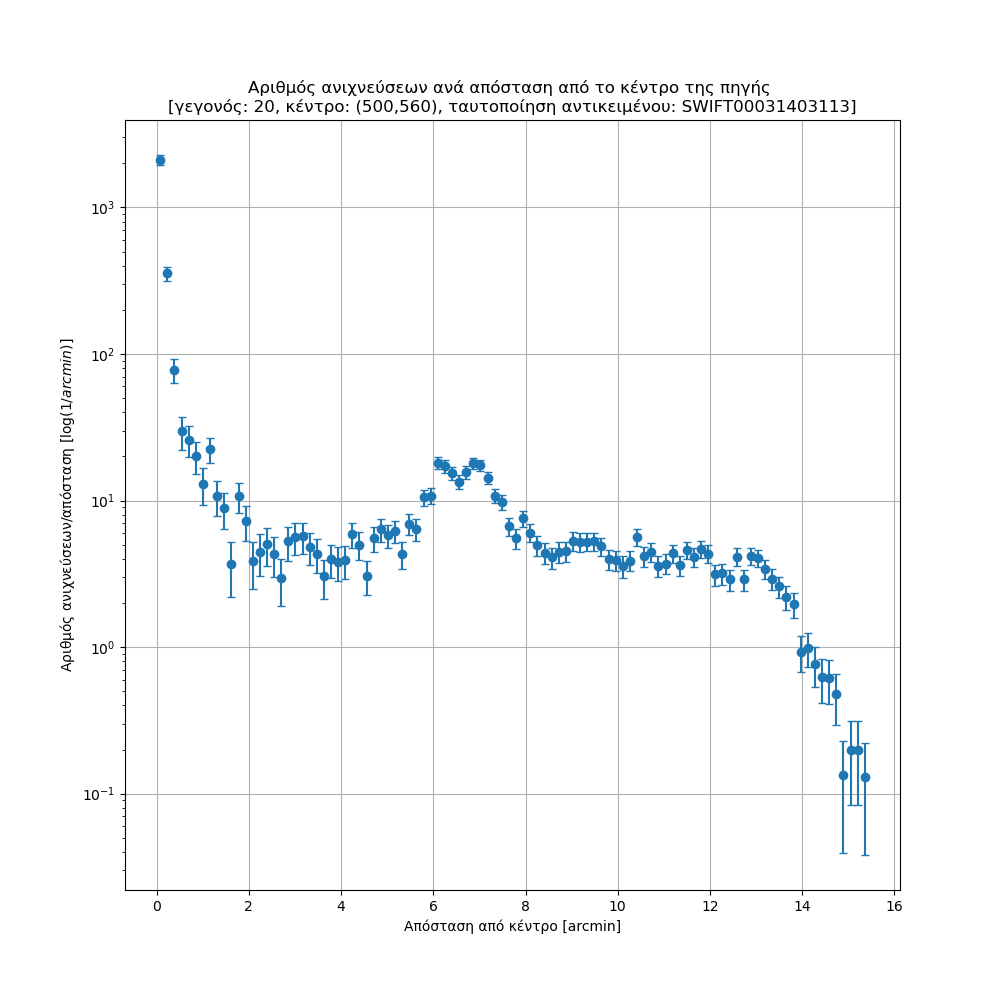 Αριθμός ανιχνεύσεων ανά απόσταση από το κέντρο της πηγής
[γεγονός: 20, κέντρο: (500,560), ταυτοποίηση αντικειμένου: SWIFT00031403113]
Αριθμός ανιχνεύσεων/απόσταση [log(1/arcmin)]
10³
10²
10¹
10⁰
10⁻¹
0 2 4 6 8 10 12 14 16
Απόσταση από κέντρο [arcmin]